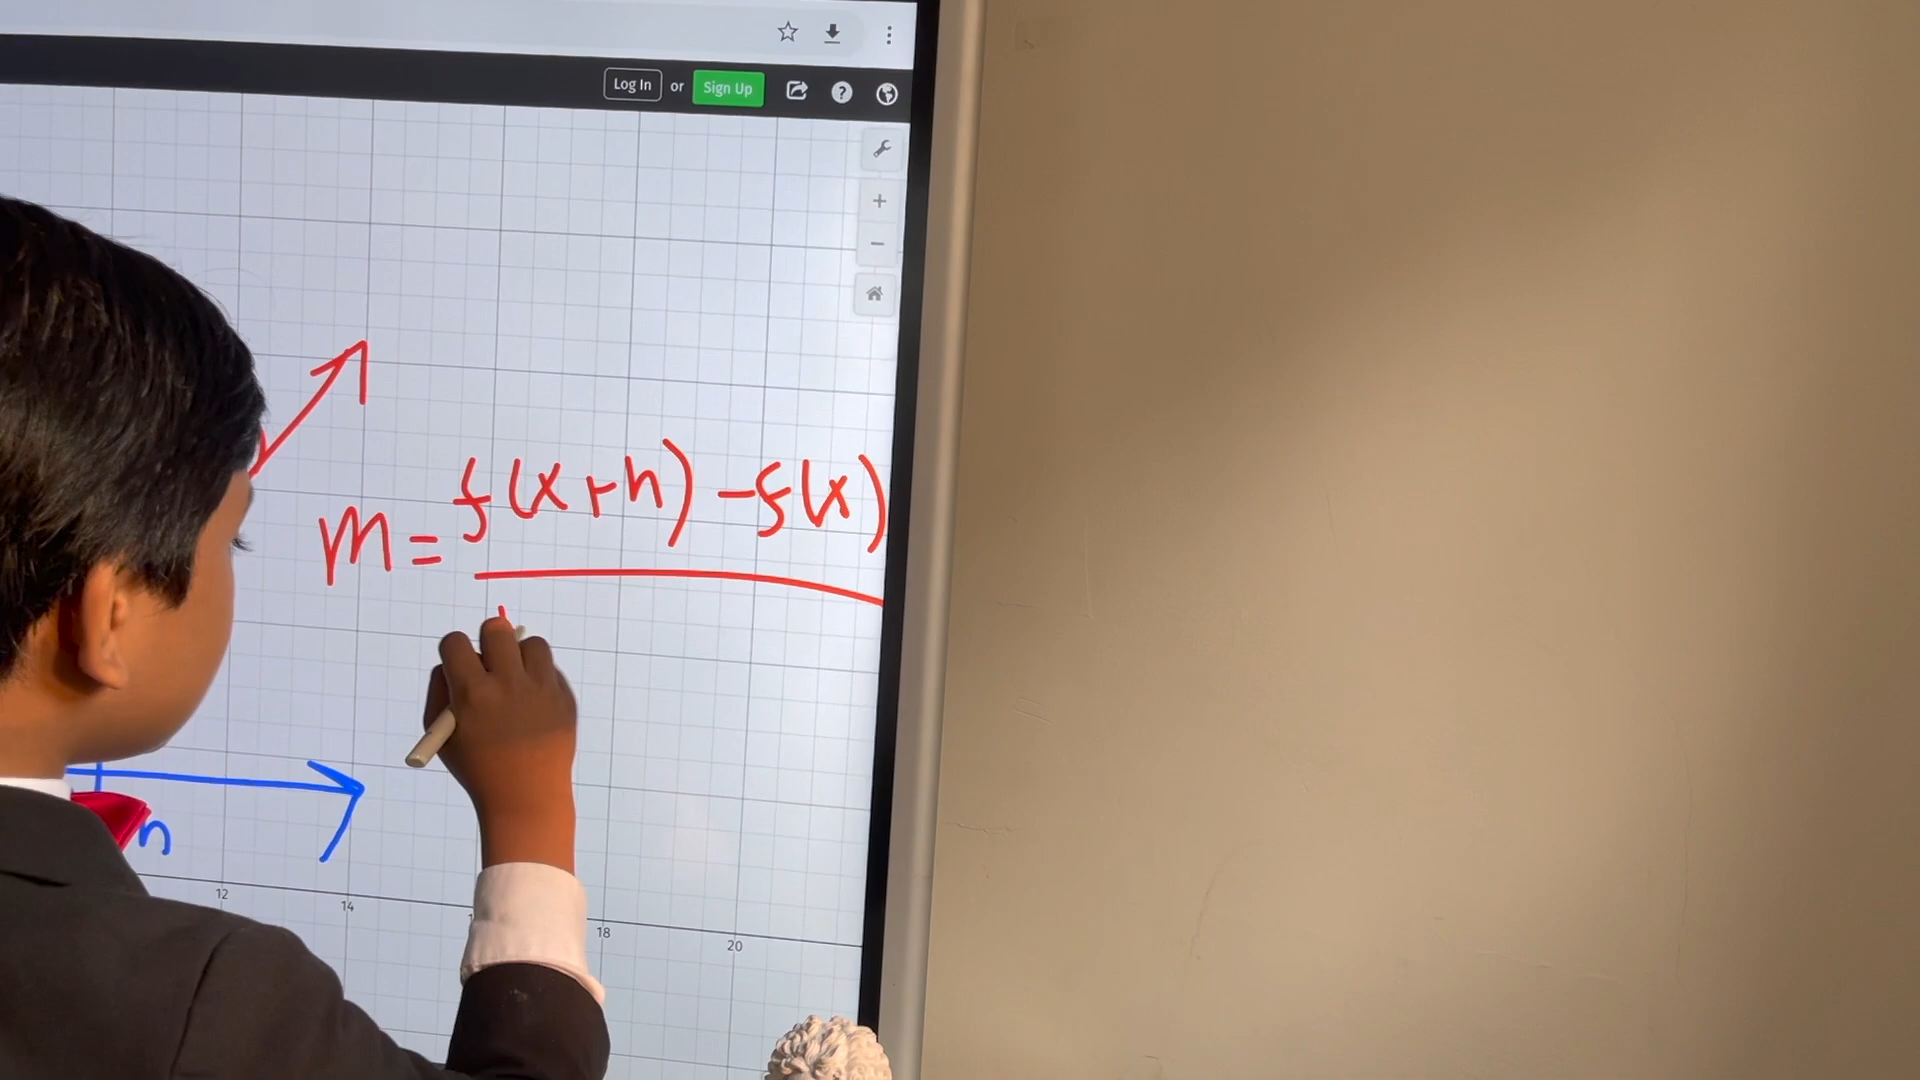 Log In or Sign Up
m = f(x+h) - f(x)
h
12 14 18 20